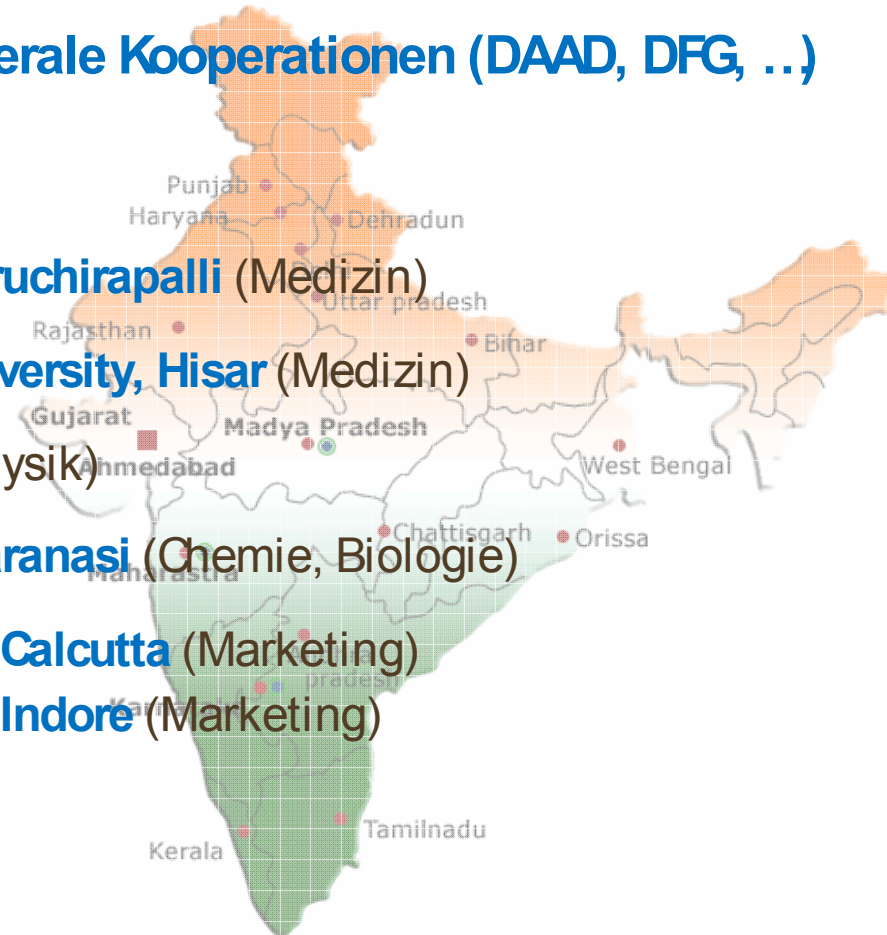 erale Kooperationen (DAAD, DFG, …)
Punjab
Haryana
Dehradun
ruchirapalli (Medizin)
Uttar pradesh
Rajasthan
Bihar
versity, Hisar (Medizin)
Gujarat
Madya Pradesh
ysik)
Ahmedabad
West Bengal
Chattisgarh
Orissa
aranasi (Chemie, Biologie)
Maharastra
Calcutta (Marketing)
pradesh
Indore (Marketing)
Tamilnadu
Kerala